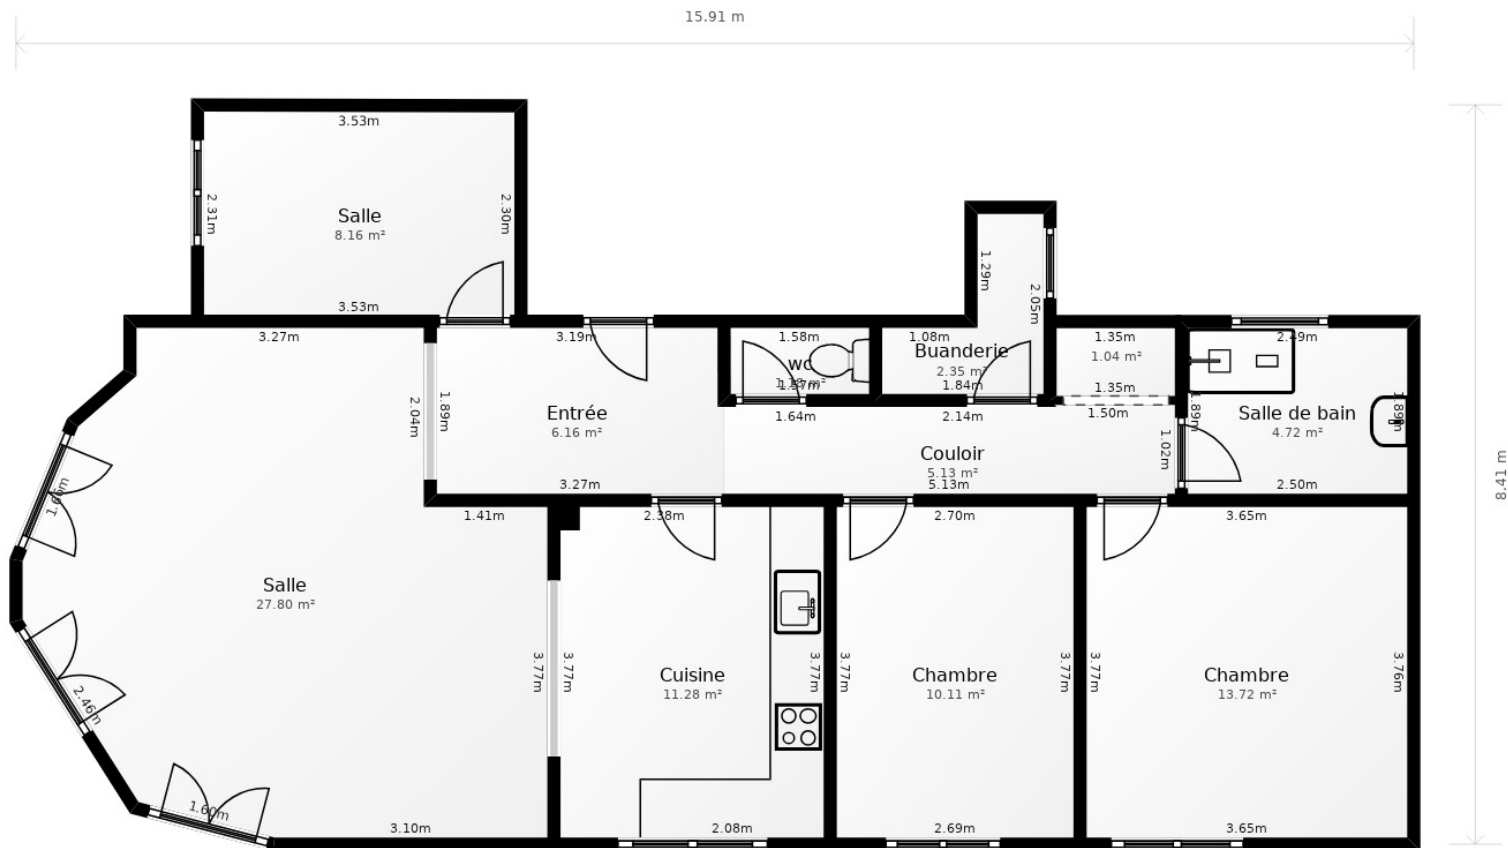 15.91 m
3.53m
2.31m
2.30m
Salle
8.16 m²
3.53m
1.29m
2.05m
8.41 m
3.27m
3.19m
1.58m
1.08m
1.35m
2.49m
wc
Buanderie
2.35 m²
1.04 m²
1.57m
1.84m
1.35m
1.64m
2.14m
1.50m
2.04m
1.89m
Entrée
6.16 m²
Couloir
5.13 m²
5.13m
1.02m
1.89m
Salle de bain
4.72 m²
1.89m
3.27m
2.50m
1.41m
2.38m
2.70m
3.65m
Salle
27.80 m²
2.46m
1.60m
3.10m
3.77m
3.77m
Cuisine
11.28 m²
3.77m
3.77m
Chambre
10.11 m²
3.77m
3.77m
Chambre
13.72 m²
3.76m
2.08m
2.69m
3.65m